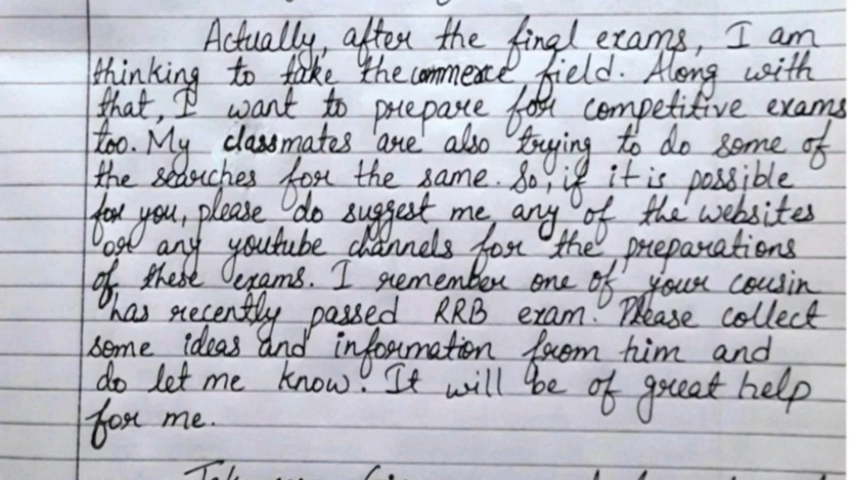 Actually, after the final exams, I am
thinking to take the commerce field. Along with
that, I want to prepare for competitive exams
too. My classmates are also trying to do some of
the searches for the same. So, if it is possible
for you, please do suggest me any of the websites
or any youtube channels for the preparations
of these exams. I remember one of your cousin
has recently passed RRB exam. Please collect
some ideas and information from him and
do let me know. It will be of great help
for me.